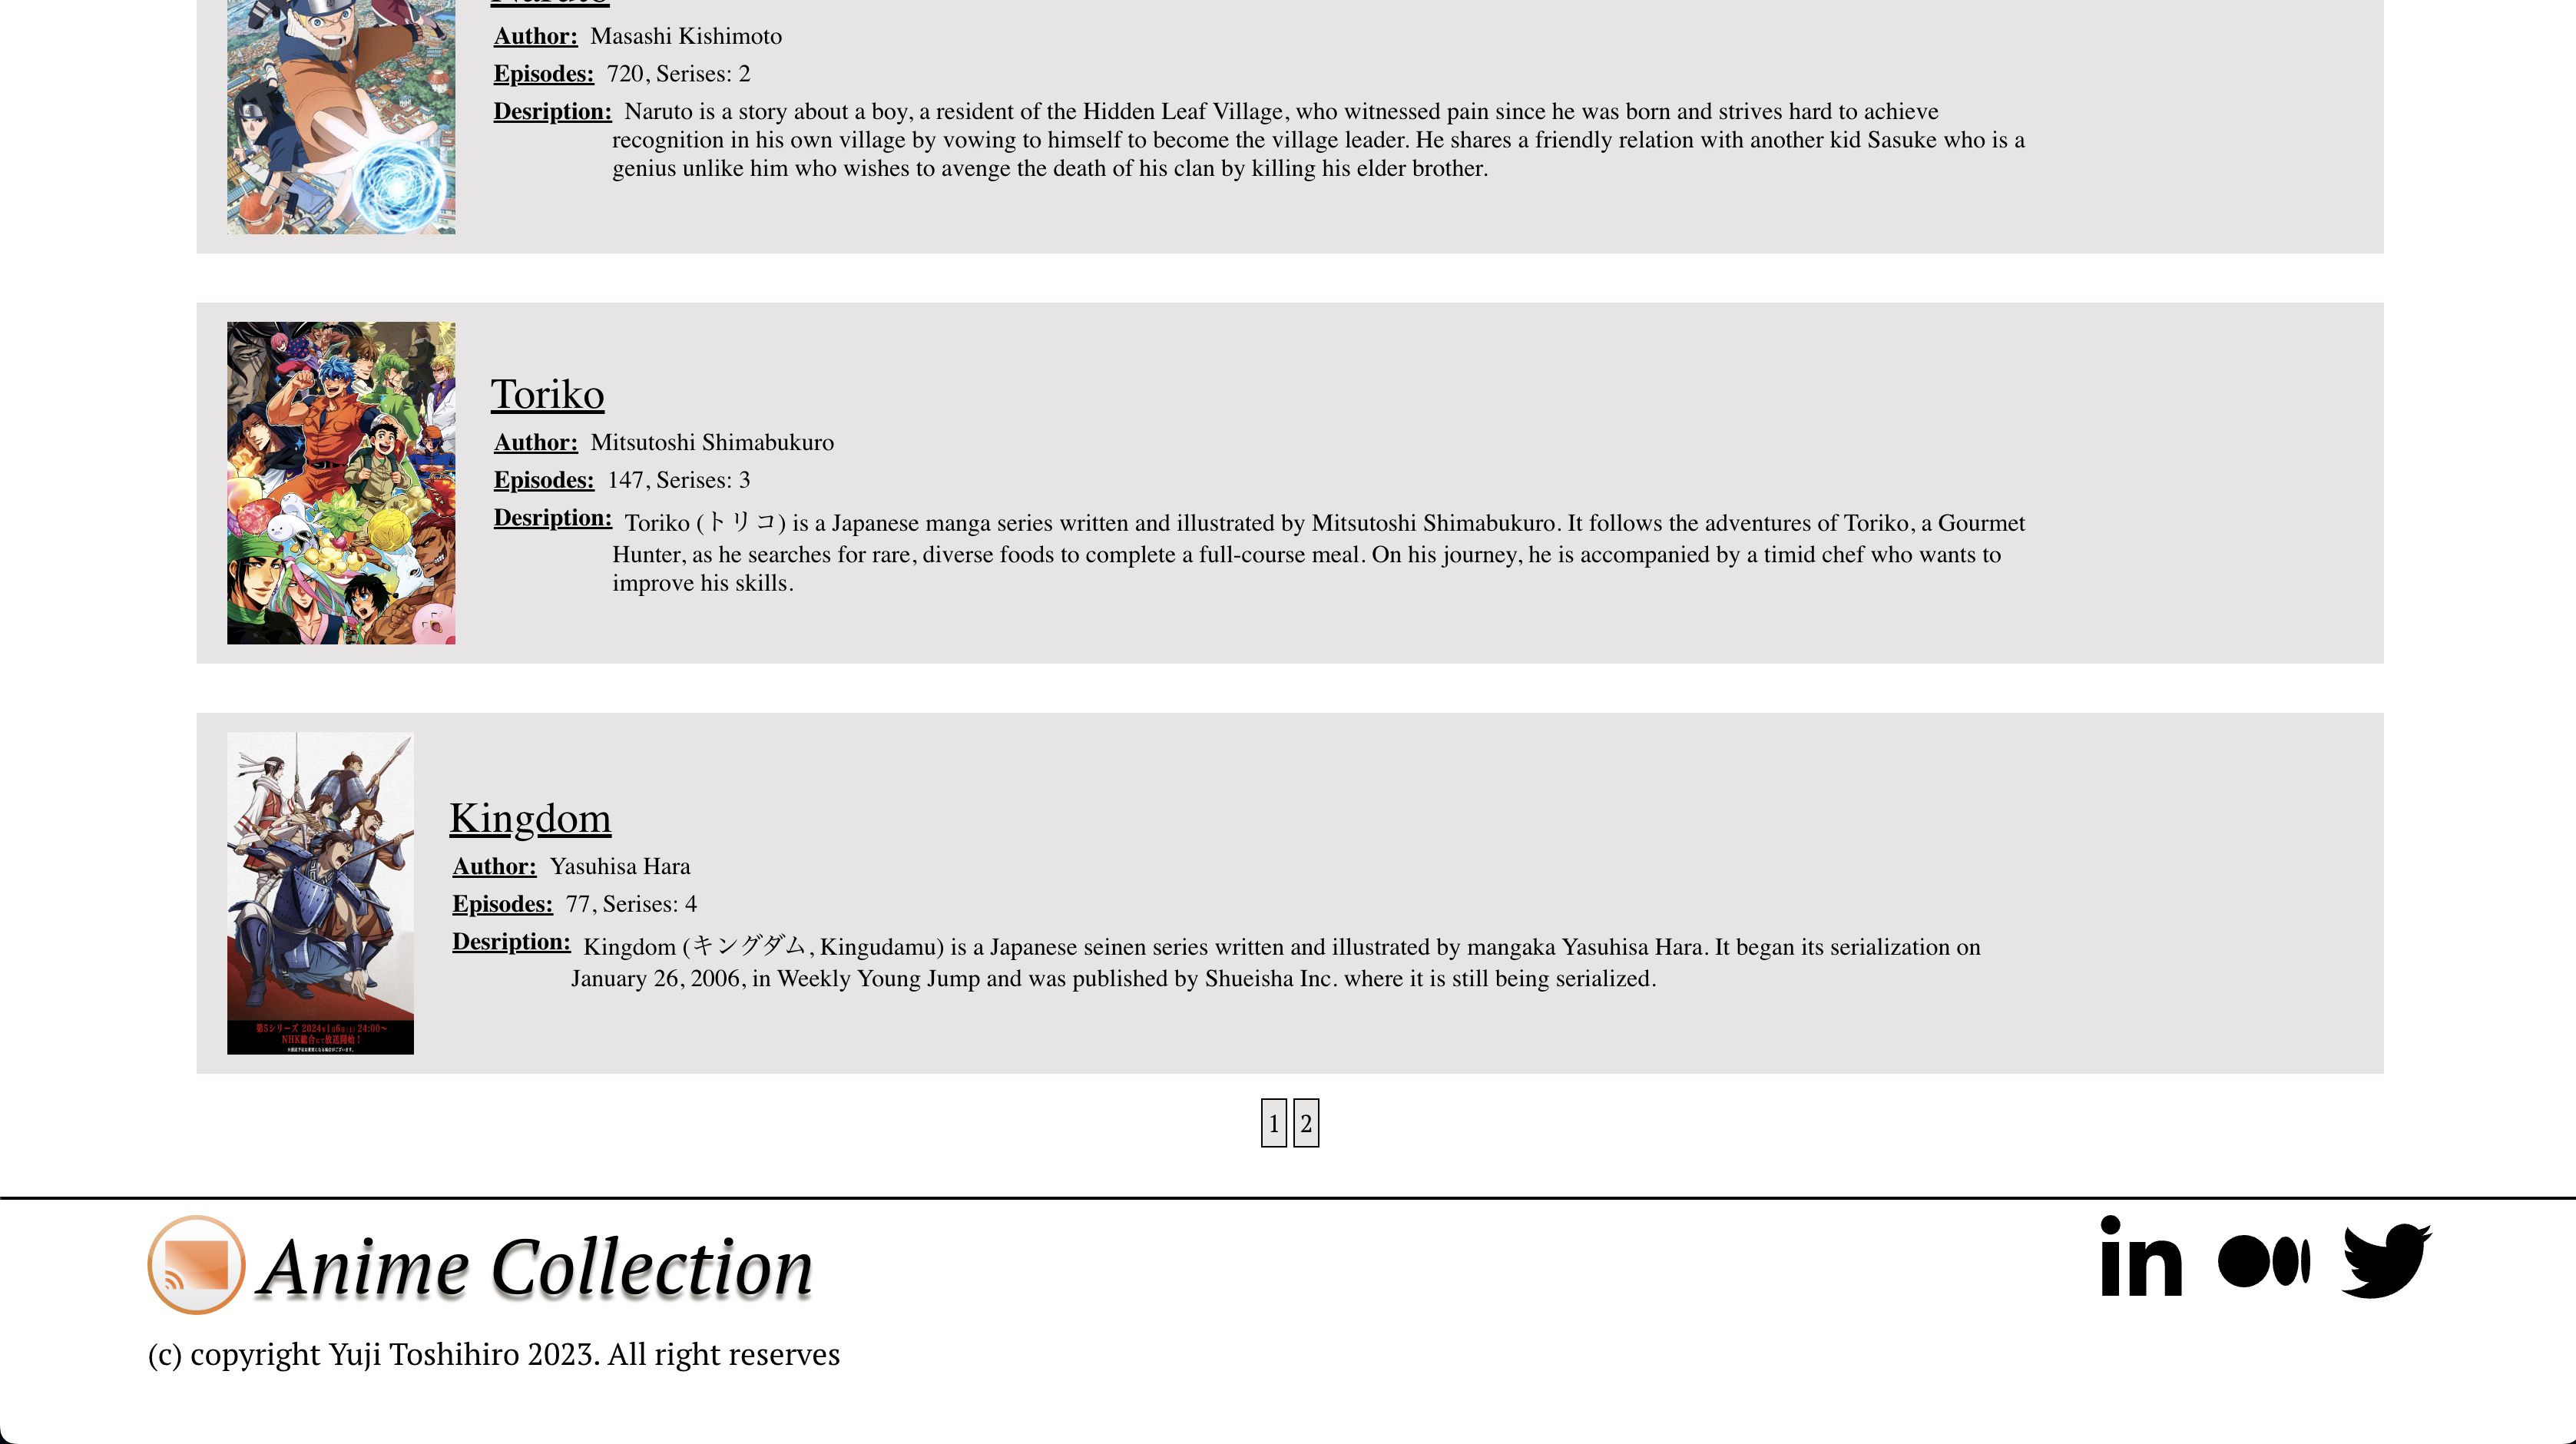 Naruto
Author: Masashi Kishimoto
Episodes: 720, Serises: 2
Desription: Naruto is a story about a boy, a resident of the Hidden Leaf Village, who witnessed pain since he was born and strives hard to achieve
recognition in his own village by vowing to himself to become the village leader. He shares a friendly relation with another kid Sasuke who is a
genius unlike him who wishes to avenge the death of his clan by killing his elder brother.
Toriko
Author: Mitsutoshi Shimabukuro
Episodes: 147, Serises: 3
Desription: Toriko (トリコ) is a Japanese manga series written and illustrated by Mitsutoshi Shimabukuro. It follows the adventures of Toriko, a Gourmet
Hunter, as he searches for rare, diverse foods to complete a full-course meal. On his journey, he is accompanied by a timid chef who wants to
improve his skills.
Kingdom
Author: Yasuhisa Hara
Episodes: 77, Serises: 4
Desription: Kingdom (キングダム, Kingudamu) is a Japanese seinen series written and illustrated by mangaka Yasuhisa Hara. It began its serialization on
January 26, 2006, in Weekly Young Jump and was published by Shueisha Inc. where it is still being serialized.
第5シリーズ 2024年1月6日(土) 24:00～
NHK総合にて放送開始！
1 2
Anime Collection
in
(c) copyright Yuji Toshihiro 2023. All right reserves